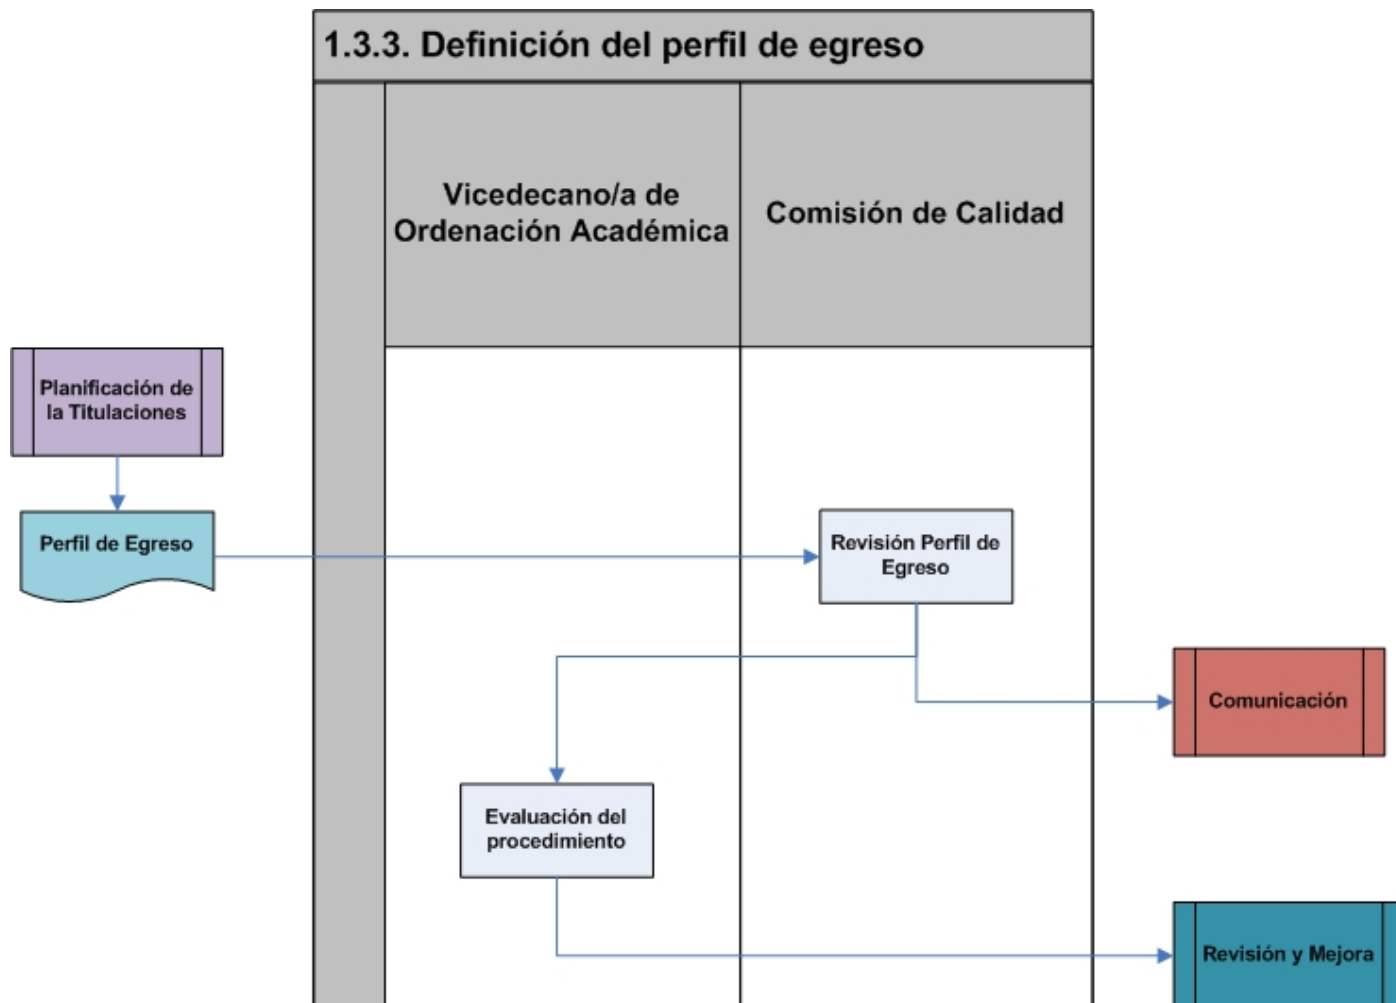 1.3.3. Definición del perfil de egreso
Vicedecano/a de
Ordenación Académica
Comisión de Calidad
Planificación de
la Titulaciones
Perfil de Egreso
Revisión Perfil de
Egreso
Comunicación
Evaluación del
procedimiento
Revisión y Mejora